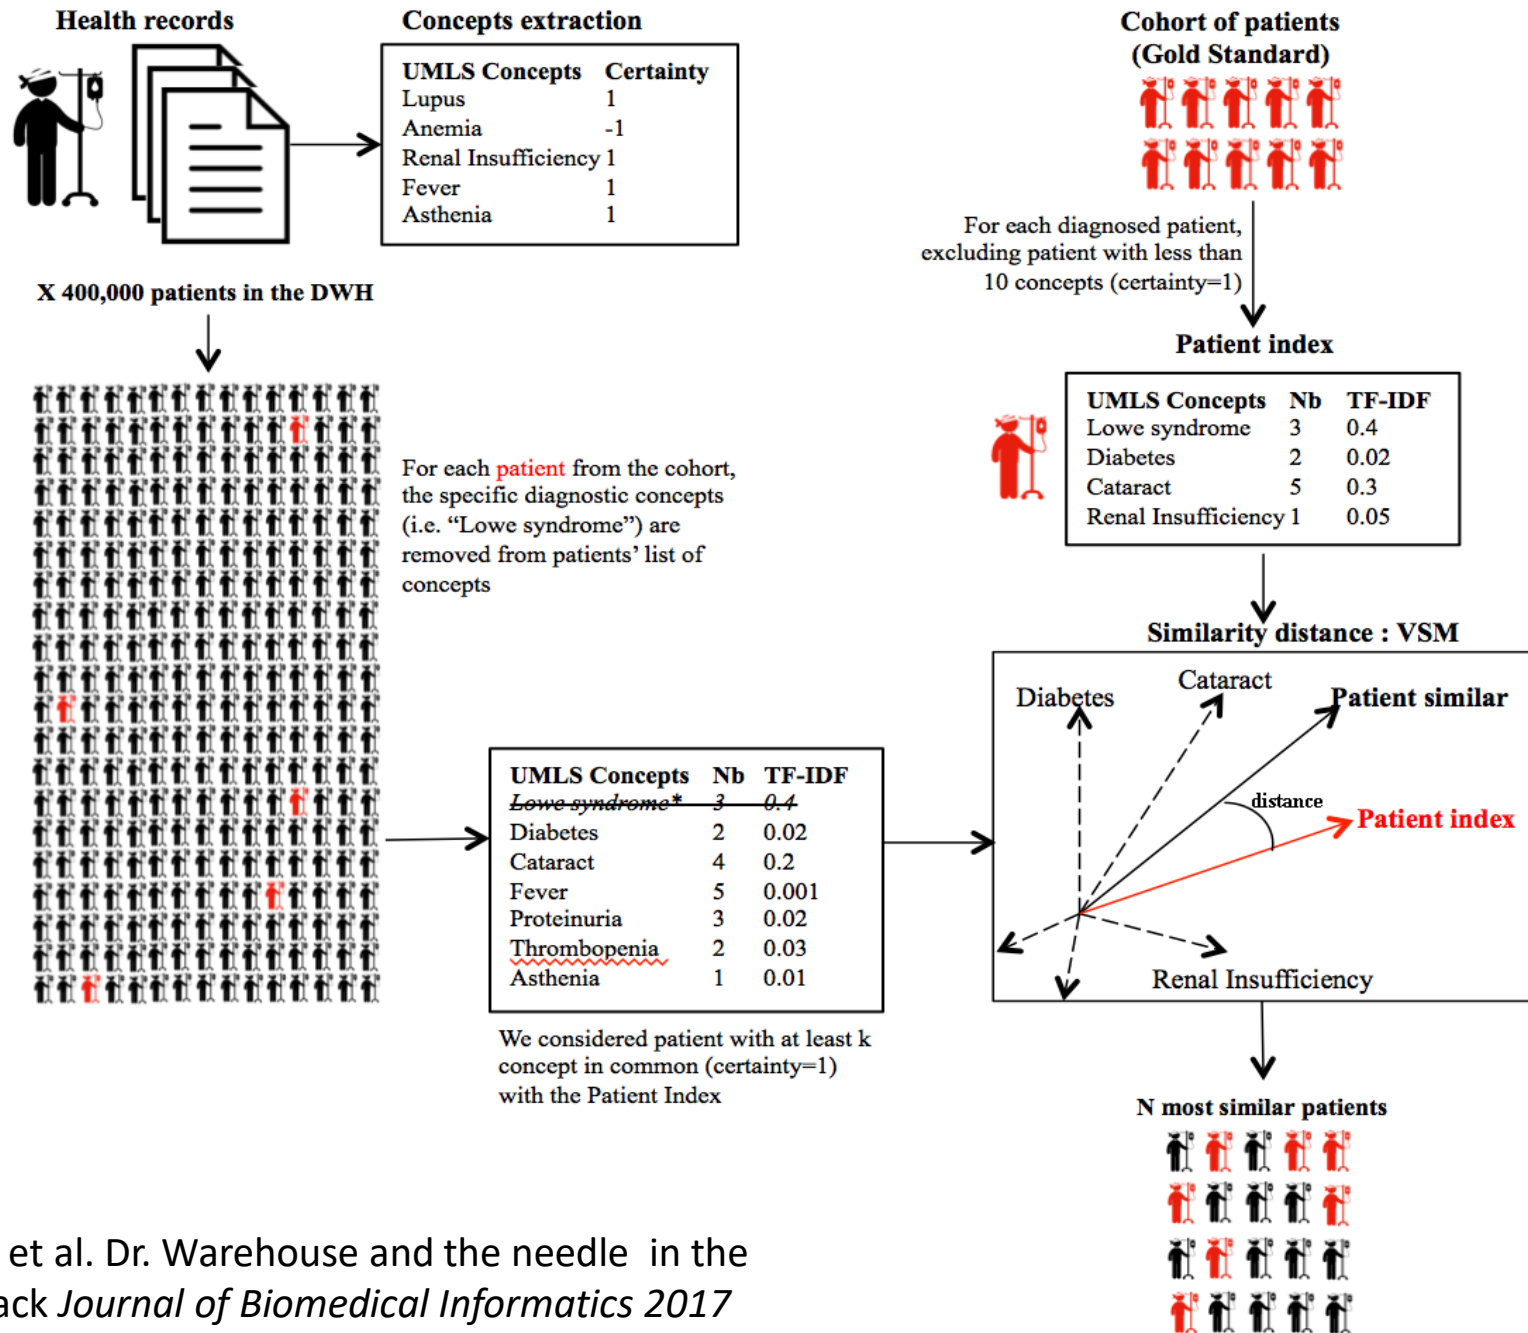 Health records
Concepts extraction
UMLS Concepts Certainty
Lupus 1
Anemia -1
Renal Insufficiency 1
Fever 1
Asthenia 1
X 400,000 patients in the DWH
For each patient from the cohort,
the specific diagnostic concepts
(i.e. “Lowe syndrome”) are
removed from patients’ list of
concepts
UMLS Concepts Nb TF-IDF
Lowe syndrome* 3 0.4
Diabetes 2 0.02
Cataract 4 0.2
Fever 5 0.001
Proteinuria 3 0.02
Thrombopenia 2 0.03
Asthenia 1 0.01
We considered patient with at least k
concept in common (certainty=1)
with the Patient Index
Cohort of patients
(Gold Standard)
For each diagnosed patient,
excluding patient with less than
10 concepts (certainty=1)
Patient index
UMLS Concepts Nb TF-IDF
Lowe syndrome 3 0.4
Diabetes 2 0.02
Cataract 5 0.3
Renal Insufficiency 1 0.05
Similarity distance : VSM
Diabetes
Cataract
Patient similar
distance
Patient index
Renal Insufficiency
N most similar patients
et al. Dr. Warehouse and the needle in the
ack Journal of Biomedical Informatics 2017